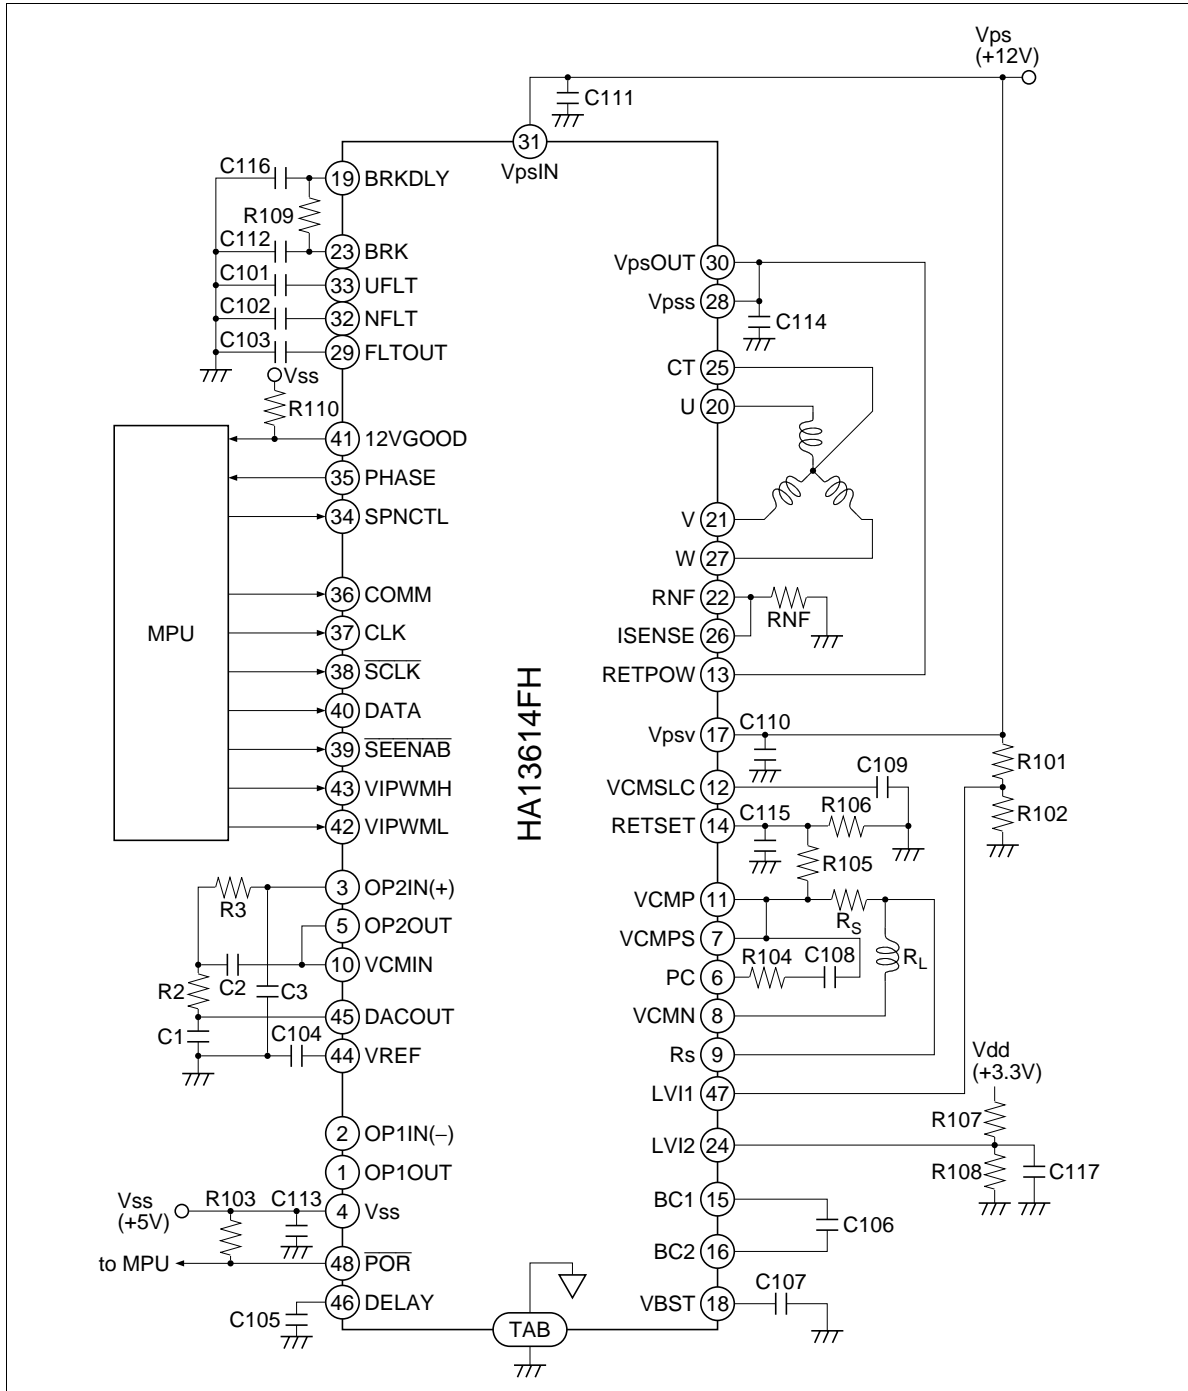 Vps
(+12V)
C111
31
VpsIN
C116
19 BRKDLY
R109
C112
23 BRK
C101
33 UFLT
C102
32 NFLT
C103
29 FLTOUT
Vss
R110
41 12VGOOD
35 PHASE
34 SPNCTL
MPU
36 COMM
37 CLK
38 SCLK
40 DATA
39 SEENAB
43 VIPWMH
42 VIPWML
R3
3 OP2IN(+)
5 OP2OUT
C2
10 VCMIN
R2
C3
45 DACOUT
C1
C104
44 VREF
2 OP1IN(−)
1 OP1OUT
Vss
(+5V)
R103
C113
4 Vss
to MPU
48 POR
C105
46 DELAY
TAB
HA13614FH
VpsOUT 30
Vpss 28
C114
CT 25
U 20
V 21
W 27
RNF 22
RNF
ISENSE 26
RETPOW 13
Vpsv 17
C110
R101
VCMSLC 12
C109
R102
RETSET 14
C115
R106
R105
VCMP 11
RS
VCMPS 7
R104
C108
RL
PC 6
VCMN 8
Rs 9
LVI1 47
Vdd
(+3.3V)
R107
LVI2 24
R108
C117
BC1 15
C106
BC2 16
VBST 18
C107